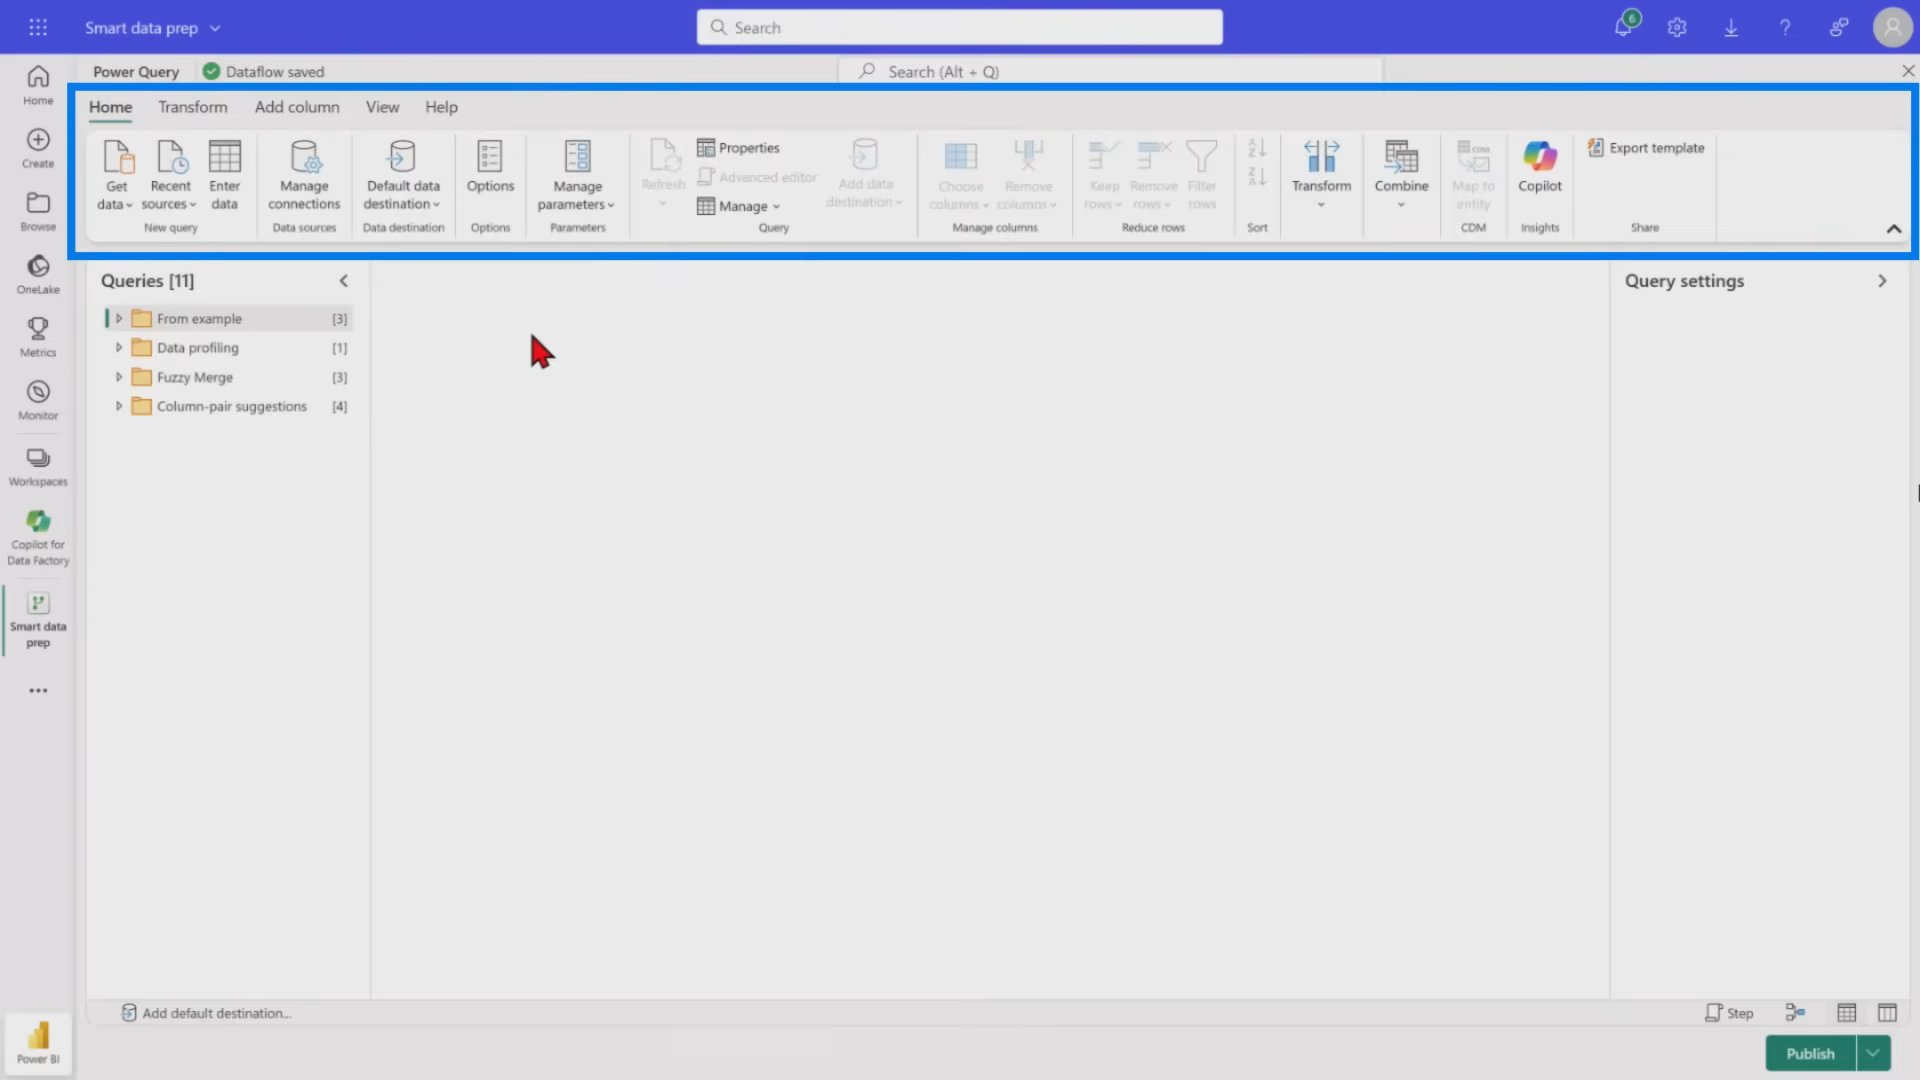 Smart data prep
Search
6
Power Query
Dataflow saved
Search (Alt + Q)
Home
Transform
Add column
View
Help
Get data
Recent sources
Enter data
New query
Manage connections
Data sources
Default data destination
Data destination
Options
Options
Manage parameters
Parameters
Refresh
Properties
Advanced editor
Manage
Add data destination
Query
Choose columns
Remove columns
Manage columns
Keep rows
Remove rows
Filter rows
Reduce rows
A
Z
Z
A
Sort
Transform
Combine
CDM
Map to entity
CDM
Copilot
Insights
Export template
Share
Home
Create
Browse
OneLake
Metrics
Monitor
Workspaces
Copilot for Data Factory
Smart data prep
Power BI
Queries [11]
From example [3]
Data profiling [1]
Fuzzy Merge [3]
Column-pair suggestions [4]
Query settings
Add default destination...
Step
Publish